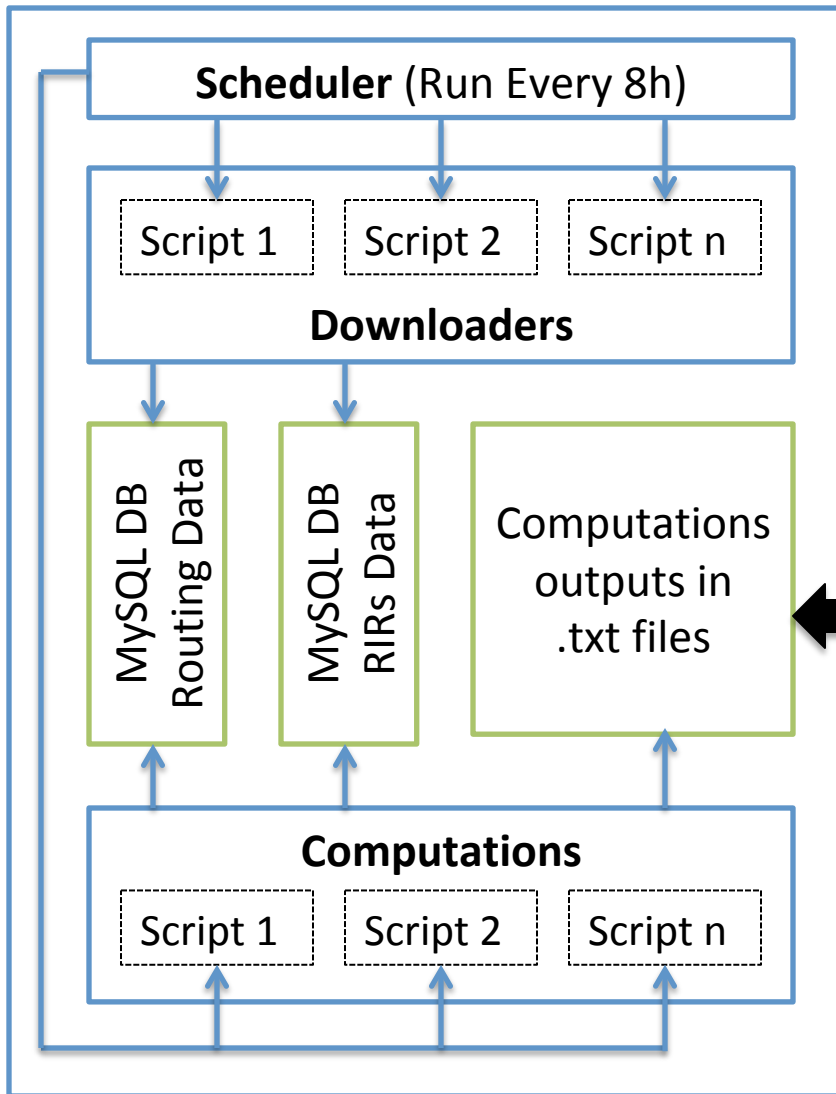 Scheduler (Run Every 8h)
Script 1
Script 2
Script n
Downloaders
MySQL DB
Routing Data
MySQL DB
RIRs Data
Computations
outputs in
.txt files
Computations
Script 1
Script 2
Script n